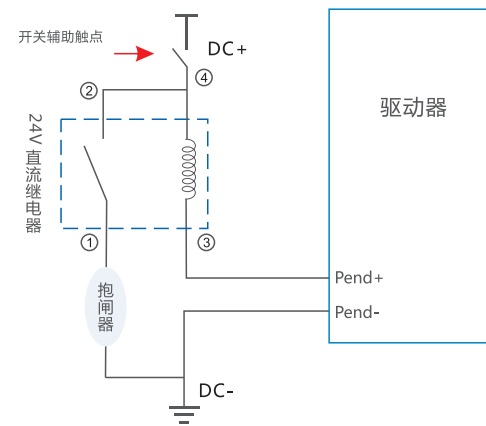 开关辅助触点
DC+
④
②
驱动器
24V直流继电器
①
③
Pend+
抱闸器
Pend-
DC-